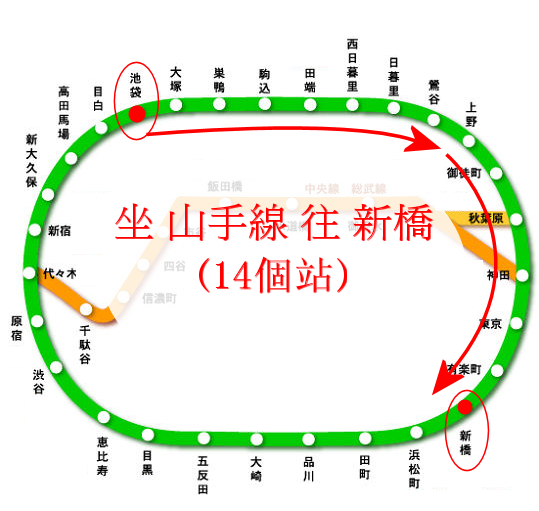 池袋
大塚
巣鴨
駒込
田端
西日暮里
日暮里
鶯谷
上野
御徒町
秋葉原
神田
東京
有楽町
新橋
浜松町
田町
品川
大崎
五反田
目黒
恵比寿
渋谷
原宿
代々木
新宿
新大久保
高田馬場
目白
飯田橋
中央線 総武線
四谷
信濃町
千駄谷
坐 山手線 往 新橋
(14個站)